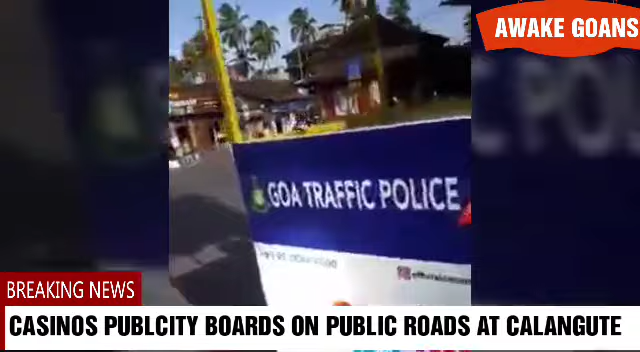 AWAKE GOANS
GOA TRAFFIC POLICE
BREAKING NEWS
CASINOS PUBLCITY BOARDS ON PUBLIC ROADS AT CALANGUTE